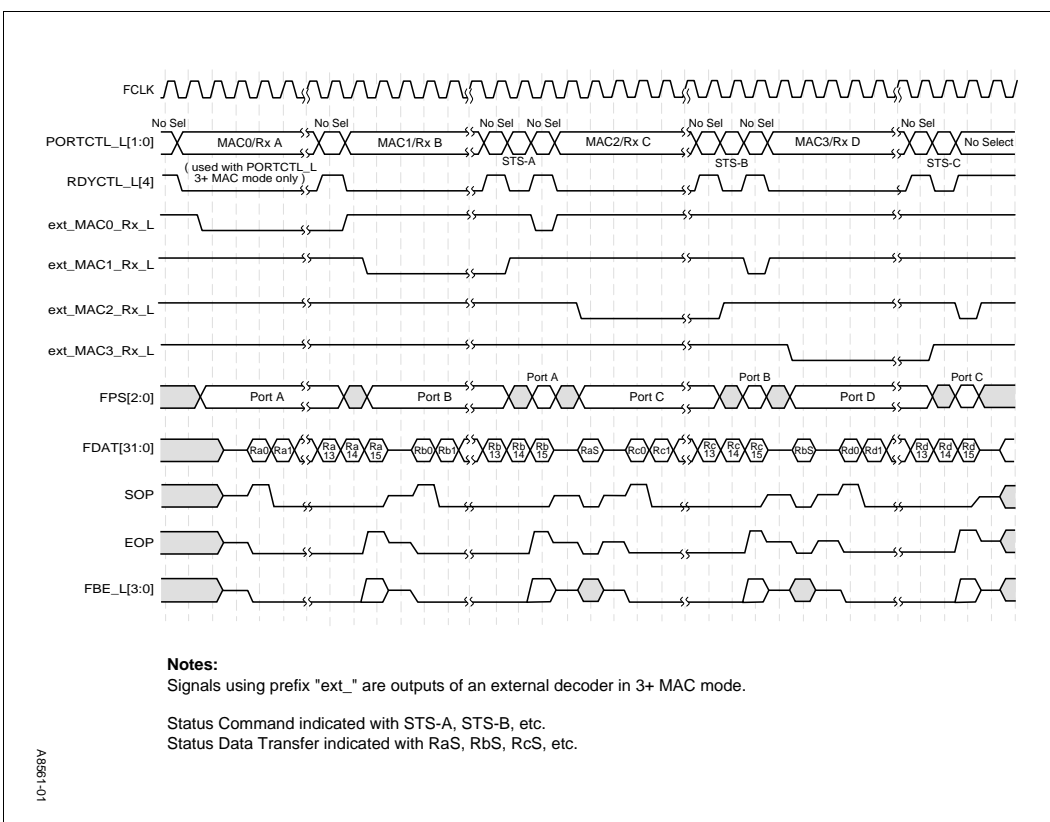 FCLK
No Sel No Sel No Sel No Sel No Sel No Sel No Sel
PORTCTL_L[1:0] MAC0/Rx A MAC1/Rx B MAC2/Rx C MAC3/Rx D No Select
STS-A STS-B STS-C
( used with PORTCTL_L
3+ MAC mode only )
RDYCTL_L[4]
ext_MAC0_Rx_L
ext_MAC1_Rx_L
ext_MAC2_Rx_L
ext_MAC3_Rx_L
Port A Port B Port C
FPS[2:0] Port A Port B Port C Port D
FDAT[31:0] Ra0 Ra1 Ra 13 Ra 14 Ra 15 Rb0 Rb1 Rb 13 Rb 14 Rb 15 RaS Rc0 Rc1 Rc 13 Rc 14 Rc 15 RbS Rd0 Rd1 Rd 13 Rd 14 Rd 15
SOP
EOP
FBE_L[3:0]
Notes:
Signals using prefix "ext_" are outputs of an external decoder in 3+ MAC mode.
Status Command indicated with STS-A, STS-B, etc.
Status Data Transfer indicated with RaS, RbS, RcS, etc.
A8561-01